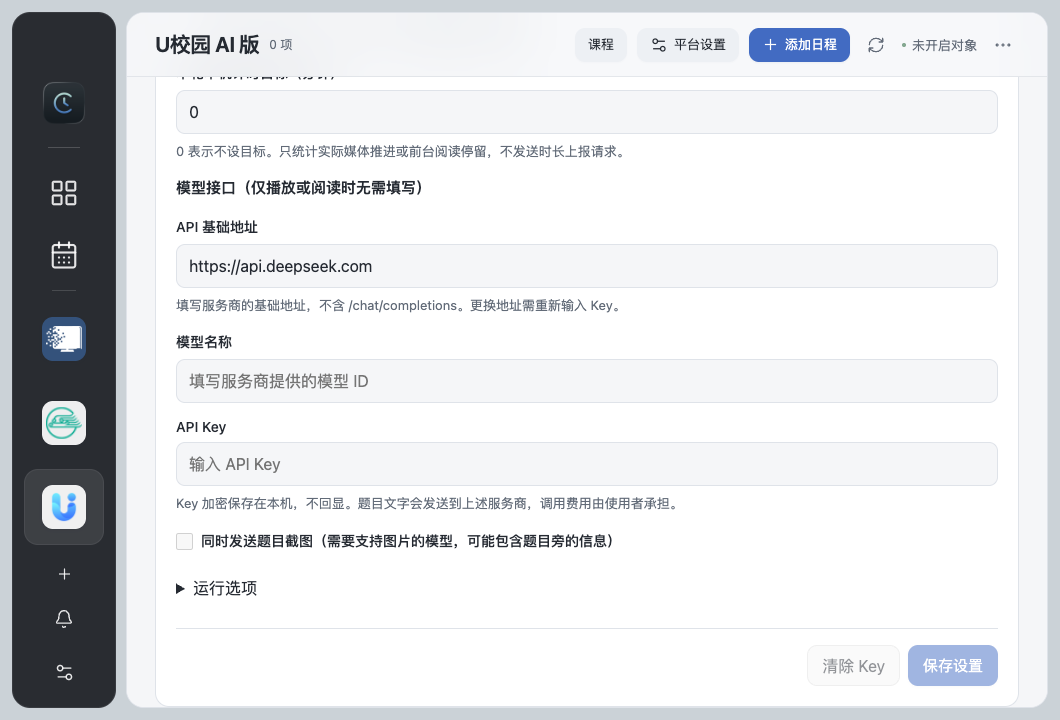 U校园 AI 版
0 项
课程
平台设置
添加日程
未开启对象
0
0 表示不设目标。只统计实际媒体推进或前台阅读停留，不发送时长上报请求。
模型接口（仅播放或阅读时无需填写）
API 基础地址
https://api.deepseek.com
填写服务商的基础地址，不含 /chat/completions。更换地址需重新输入 Key。
模型名称
填写服务商提供的模型 ID
API Key
输入 API Key
Key 加密保存在本机，不回显。题目文字会发送到上述服务商，调用费用由使用者承担。
同时发送题目截图（需要支持图片的模型，可能包含题目旁的信息）
运行选项
清除 Key
保存设置